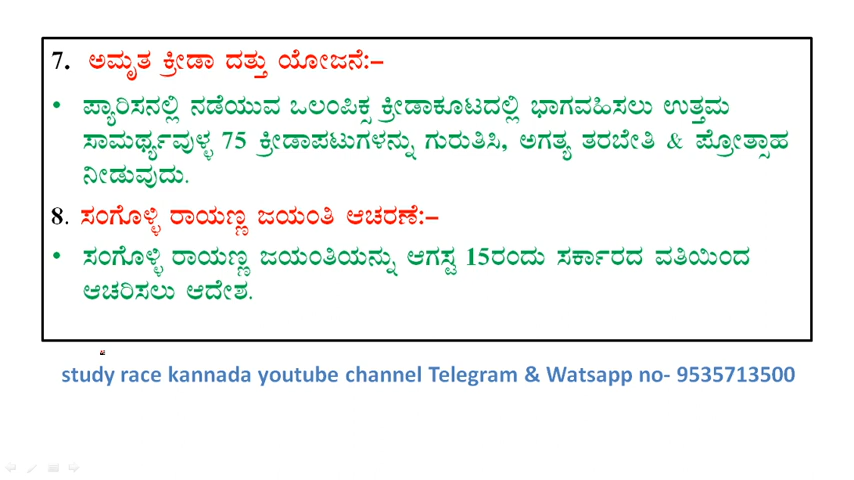 7. ಅಮೃತ ಕ್ರೀಡಾ ದತ್ತು ಯೋಜನೆ:–
• ಪ್ಯಾರಿಸನಲ್ಲಿ ನಡೆಯುವ ಒಲಂಪಿಕ್ಸ ಕ್ರೀಡಾಕೂಟದಲ್ಲಿ ಭಾಗವಹಿಸಲು ಉತ್ತಮ
ಸಾಮರ್ಥ್ಯವುಳ್ಳ 75 ಕ್ರೀಡಾಪಟುಗಳನ್ನು ಗುರುತಿಸಿ, ಅಗತ್ಯ ತರಬೇತಿ & ಪ್ರೋತ್ಸಾಹ
ನೀಡುವುದು.
8. ಸಂಗೊಳ್ಳಿ ರಾಯಣ್ಣ ಜಯಂತಿ ಆಚರಣೆ:–
• ಸಂಗೊಳ್ಳಿ ರಾಯಣ್ಣ ಜಯಂತಿಯನ್ನು ಆಗಸ್ಟ 15ರಂದು ಸರ್ಕಾರದ ವತಿಯಿಂದ
ಆಚರಿಸಲು ಆದೇಶ.
study race kannada youtube channel Telegram & Watsapp no- 9535713500